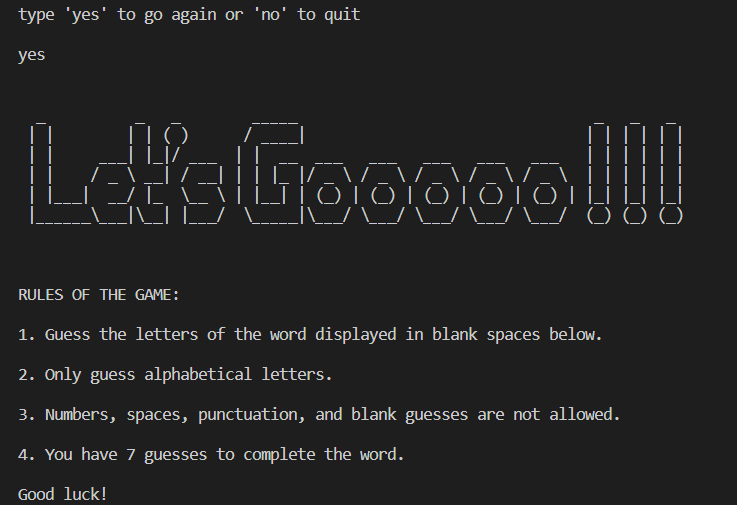 type 'yes' to go again or 'no' to quit
yes
Let's Gooooo!!!
RULES OF THE GAME:
1. Guess the letters of the word displayed in blank spaces below.
2. Only guess alphabetical letters.
3. Numbers, spaces, punctuation, and blank guesses are not allowed.
4. You have 7 guesses to complete the word.
Good luck!